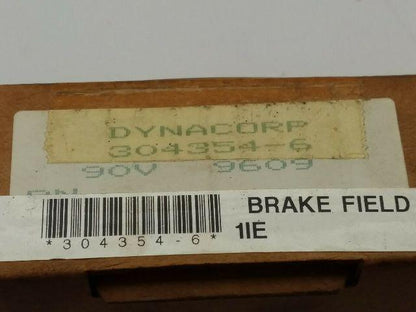 DYNACORP
304354-6
90V 9609
BRAKE FIELD
*304354-6* 1IE